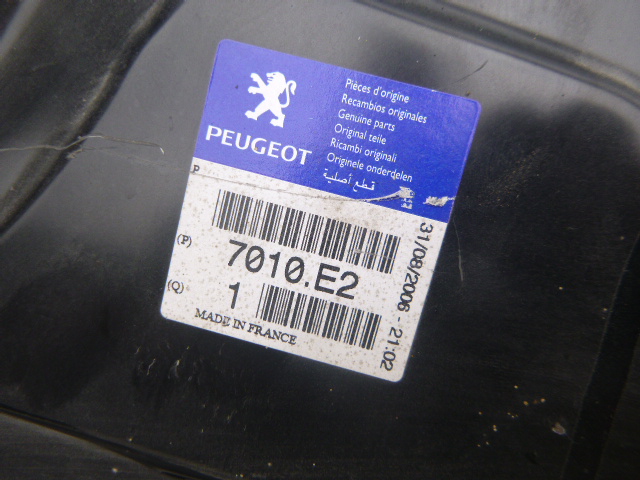 PEUGEOT
Pièces d'origine
Recambios originales
Genuine parts
Original teile
Ricambi originali
Originele onderdelen
قطع أصلية
P
(P)
7010.E2
(Q)
1
MADE IN FRANCE
31/08/2006 - 21:02